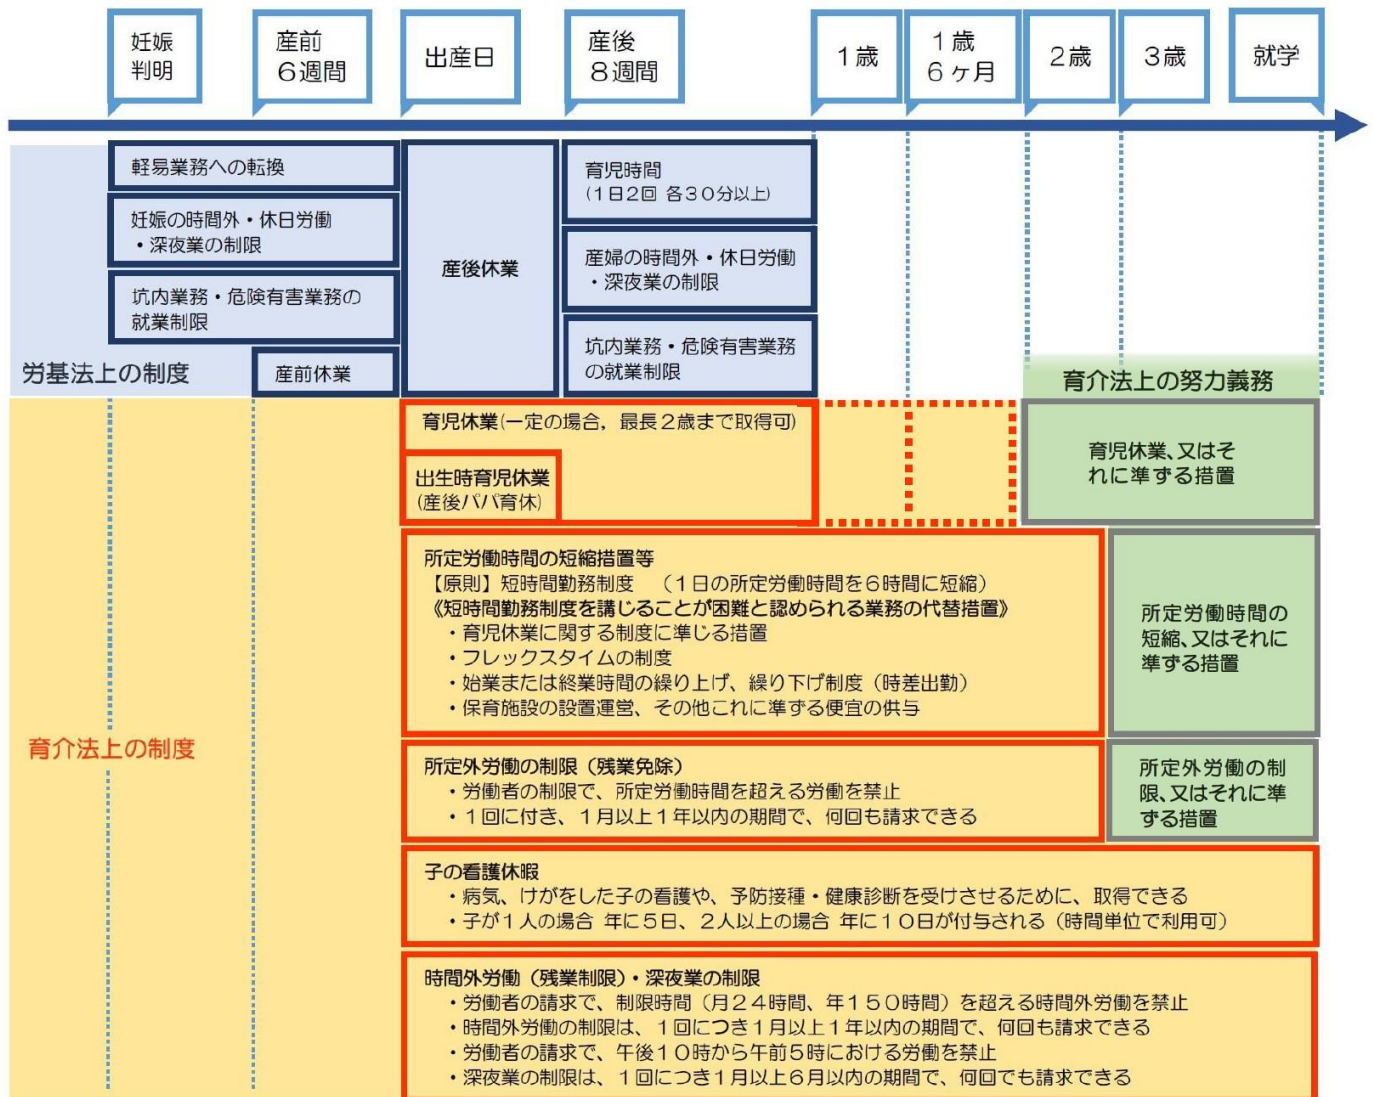 妊娠
判明
産前
6週間
出産日
産後
8週間
1歳
1歳
6ヶ月
2歳
3歳
就学
軽易業務への転換
妊娠の時間外・休日労働
・深夜業の制限
坑内業務・危険有害業務の
就業制限
労基法上の制度
産前休業
産後休業
育児時間
(1日2回 各30分以上)
産婦の時間外・休日労働
・深夜業の制限
坑内業務・危険有害業務
の就業制限
育介法上の努力義務
育児休業(一定の場合，最長2歳まで取得可)
出生時育児休業
(産後パパ育休)
育児休業、又はそ
れに準ずる措置
所定労働時間の短縮措置等
【原則】短時間勤務制度 （1日の所定労働時間を6時間に短縮）
《短時間勤務制度を講じることが困難と認められる業務の代替措置》
・育児休業に関する制度に準じる措置
・フレックスタイムの制度
・始業または終業時間の繰り上げ、繰り下げ制度（時差出勤）
・保育施設の設置運営、その他これに準ずる便宜の供与
所定労働時間の
短縮、又はそれに
準ずる措置
育介法上の制度
所定外労働の制限（残業免除）
・労働者の制限で、所定労働時間を超える労働を禁止
・1回に付き、1月以上1年以内の期間で、何回も請求できる
所定外労働の制
限、又はそれに準
ずる措置
子の看護休暇
・病気、けがをした子の看護や、予防接種・健康診断を受けさせるために、取得できる
・子が1人の場合 年に5日、2人以上の場合 年に10日が付与される（時間単位で利用可）
時間外労働（残業制限）・深夜業の制限
・労働者の請求で、制限時間（月24時間、年150時間）を超える時間外労働を禁止
・時間外労働の制限は、1回につき1月以上1年以内の期間で、何回も請求できる
・労働者の請求で、午後10時から午前5時における労働を禁止
・深夜業の制限は、1回につき1月以上6月以内の期間で、何回でも請求できる